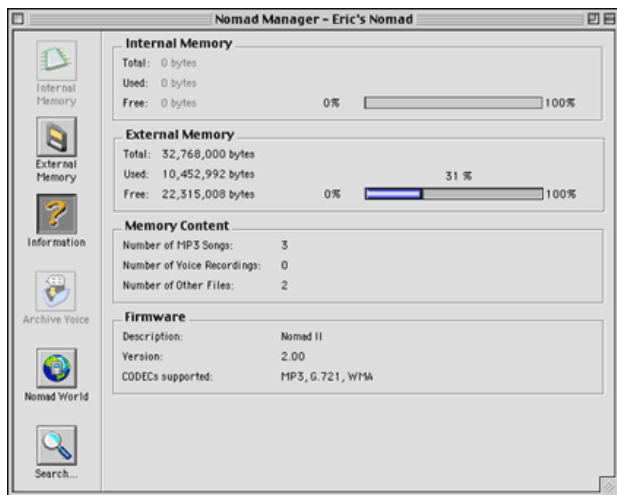 Nomad Manager - Eric's Nomad
Internal Memory
External Memory
Information
Archive Voice
Nomad World
Search...
Internal Memory
Total: 0 bytes
Used: 0 bytes
Free: 0 bytes 0% 100%
External Memory
Total: 32,768,000 bytes
Used: 10,452,992 bytes 31 %
Free: 22,315,008 bytes 0% 100%
Memory Content
Number of MP3 Songs: 3
Number of Voice Recordings: 0
Number of Other Files: 2
Firmware
Description: Nomad II
Version: 2.00
CODECs supported: MP3, G.721, WMA